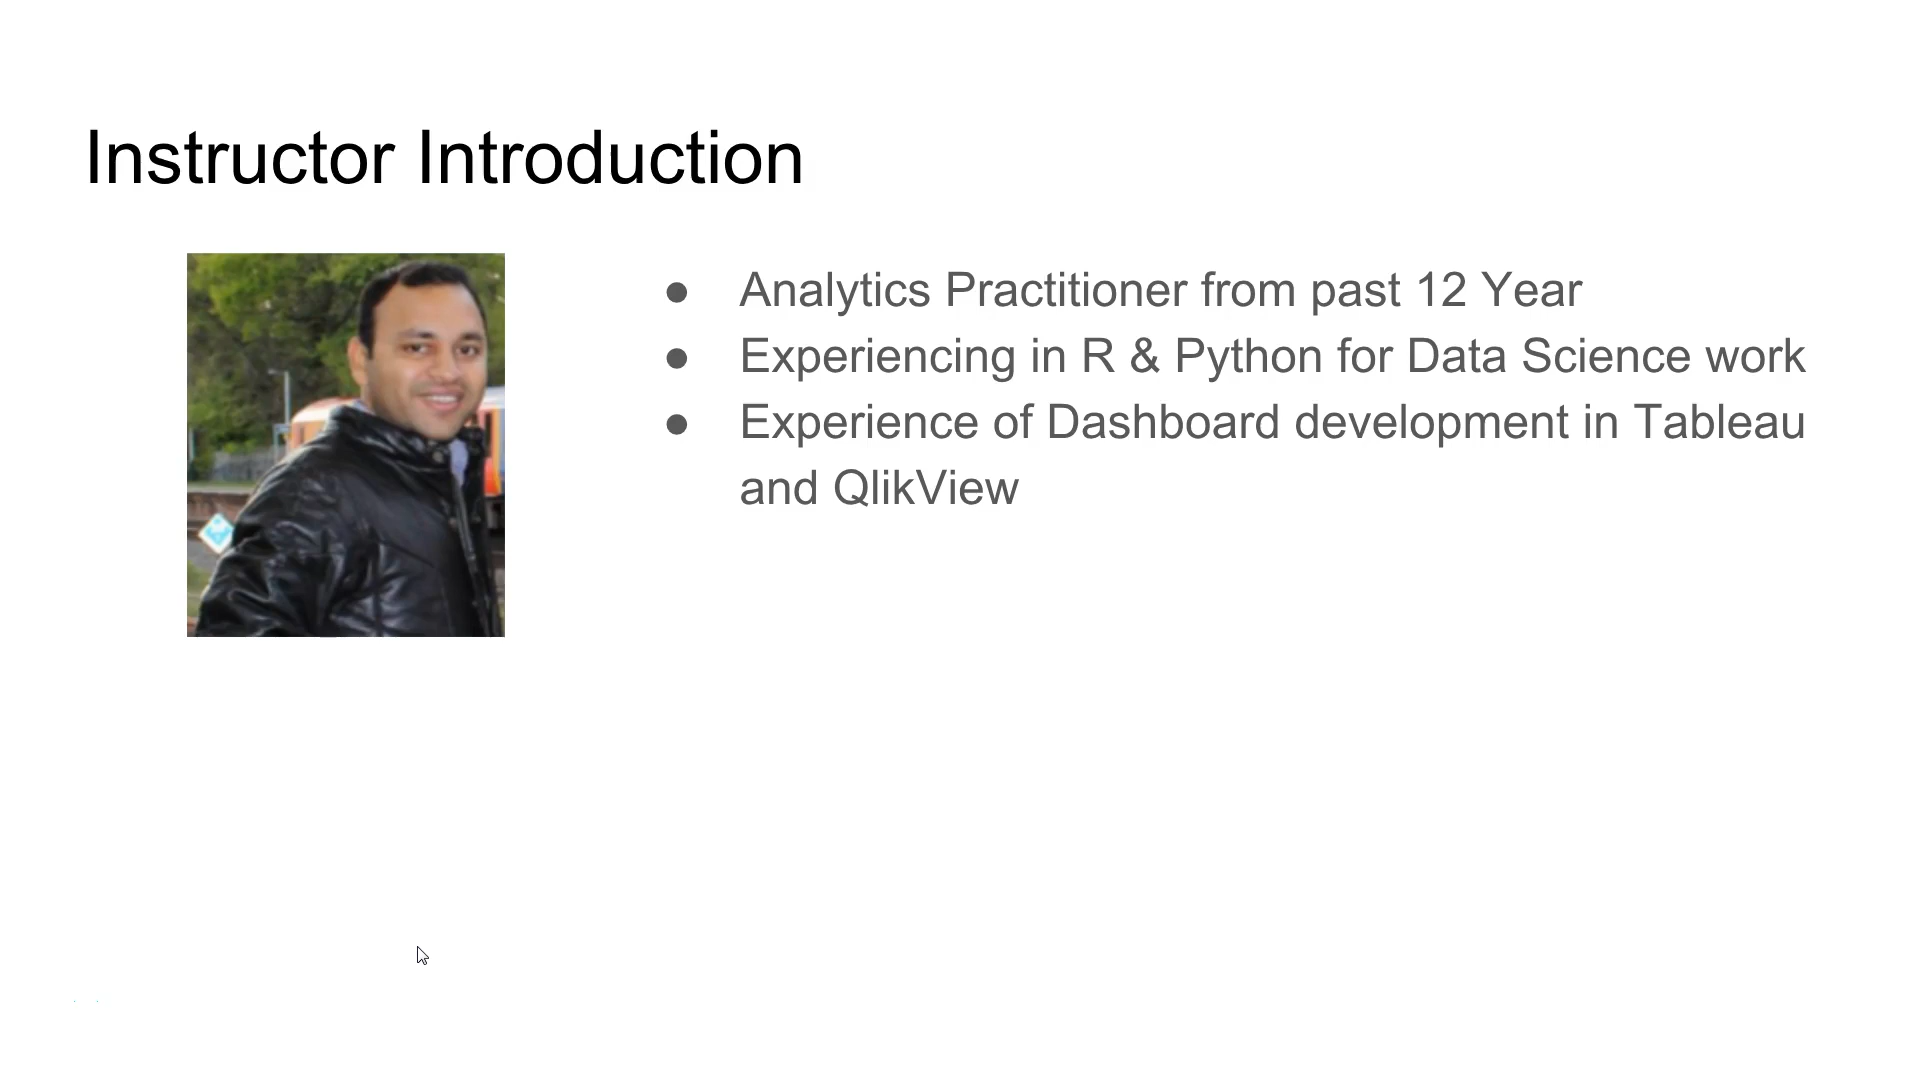 Instructor Introduction
● Analytics Practitioner from past 12 Year
● Experiencing in R & Python for Data Science work
● Experience of Dashboard development in Tableau
and QlikView